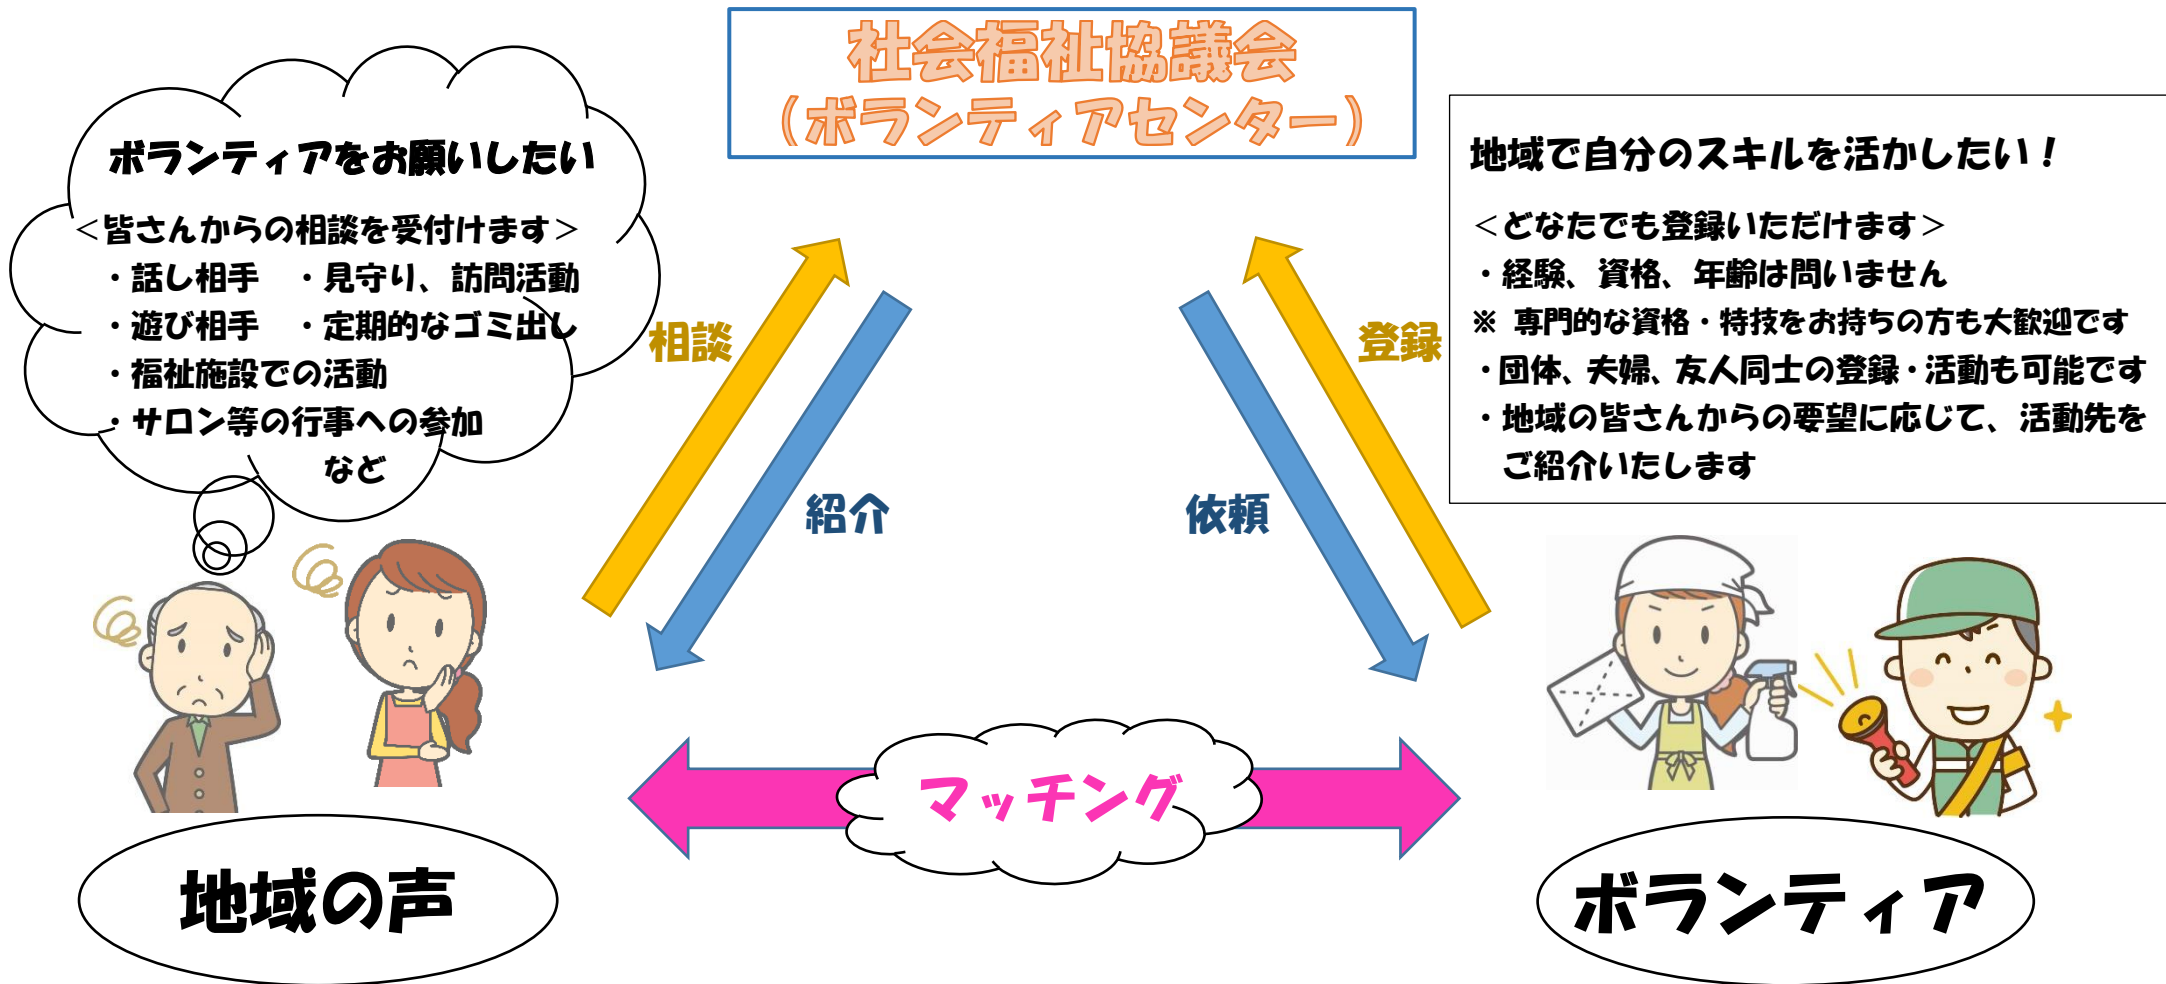 社会福祉協議会
（ボランティアセンター）
ボランティアをお願いしたい
＜皆さんからの相談を受付けます＞
・話し相手　・見守り、訪問活動
・遊び相手　・定期的なゴミ出し
・福祉施設での活動
・サロン等の行事への参加
など
地域で自分のスキルを活かしたい！
＜どなたでも登録いただけます＞
・経験、資格、年齢は問いません
※ 専門的な資格・特技をお持ちの方も大歓迎です
・団体、夫婦、友人同士の登録・活動も可能です
・地域の皆さんからの要望に応じて、活動先を
ご紹介いたします
相談
紹介
依頼
登録
マッチング
地域の声
ボランティア